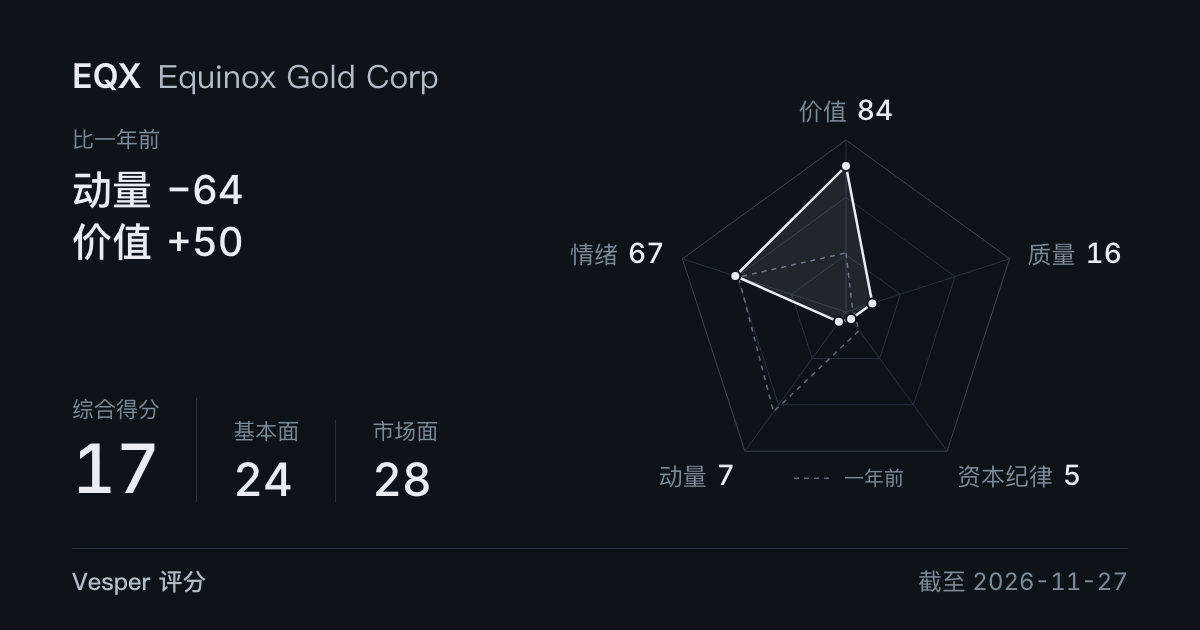 EQX Equinox Gold Corp
比一年前
动量 −64
价值 +50
综合得分
17
基本面
24
市场面
28
价值 84
情绪 67
质量 16
动量 7
---- 一年前
资本纪律 5
Vesper 评分
截至 2026-11-27